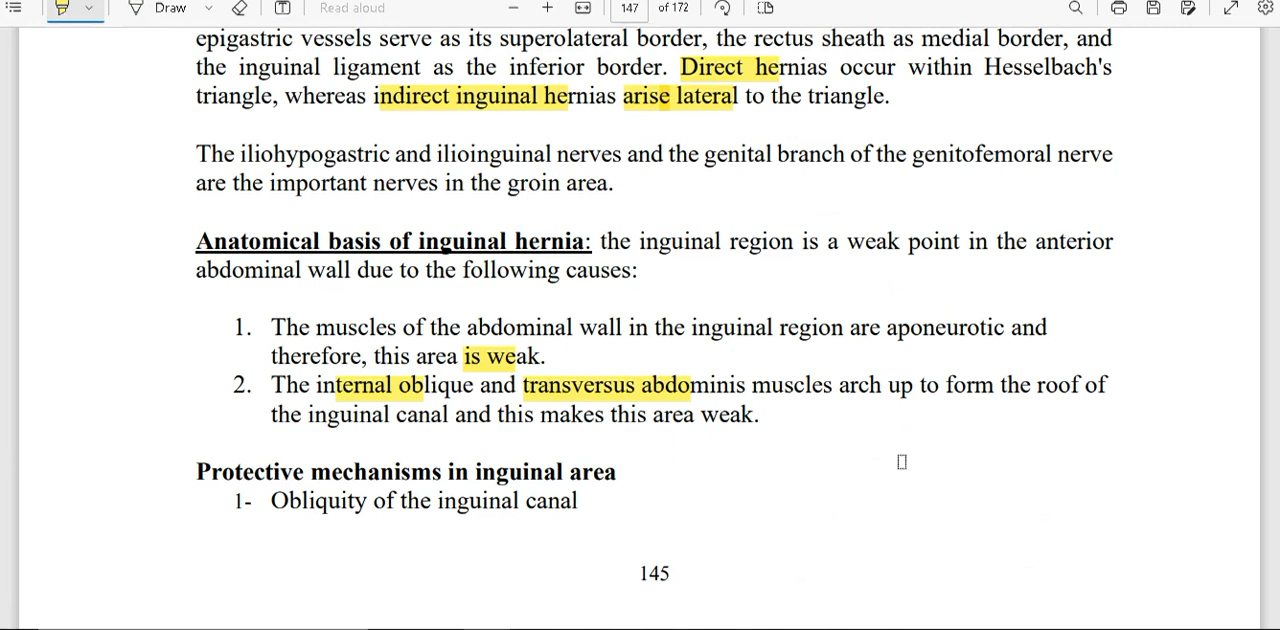 Draw
Read aloud
147 of 172
epigastric vessels serve as its superolateral border, the rectus sheath as medial border, and
the inguinal ligament as the inferior border. Direct hernias occur within Hesselbach's
triangle, whereas indirect inguinal hernias arise lateral to the triangle.
The iliohypogastric and ilioinguinal nerves and the genital branch of the genitofemoral nerve
are the important nerves in the groin area.
Anatomical basis of inguinal hernia: the inguinal region is a weak point in the anterior
abdominal wall due to the following causes:
1. The muscles of the abdominal wall in the inguinal region are aponeurotic and
therefore, this area is weak.
2. The internal oblique and transversus abdominis muscles arch up to form the roof of
the inguinal canal and this makes this area weak.
Protective mechanisms in inguinal area
1- Obliquity of the inguinal canal
145